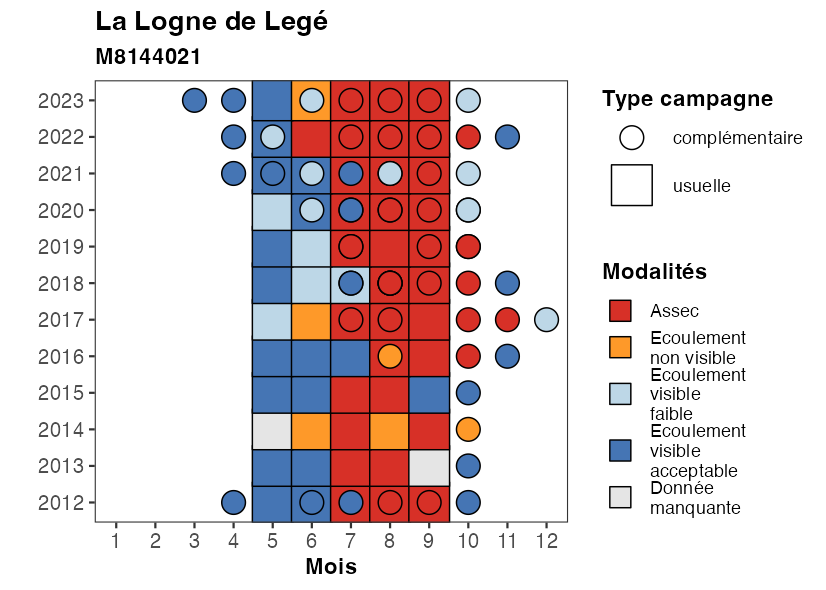 La Logne de Legé
M8144021
2023
2022
2021
2020
2019
2018
2017
2016
2015
2014
2013
2012
1 2 3 4 5 6 7 8 9 10 11 12
Mois
Type campagne
complémentaire
usuelle
Modalités
Assec
Ecoulement
non visible
Ecoulement
visible
faible
Ecoulement
visible
acceptable
Donnée
manquante